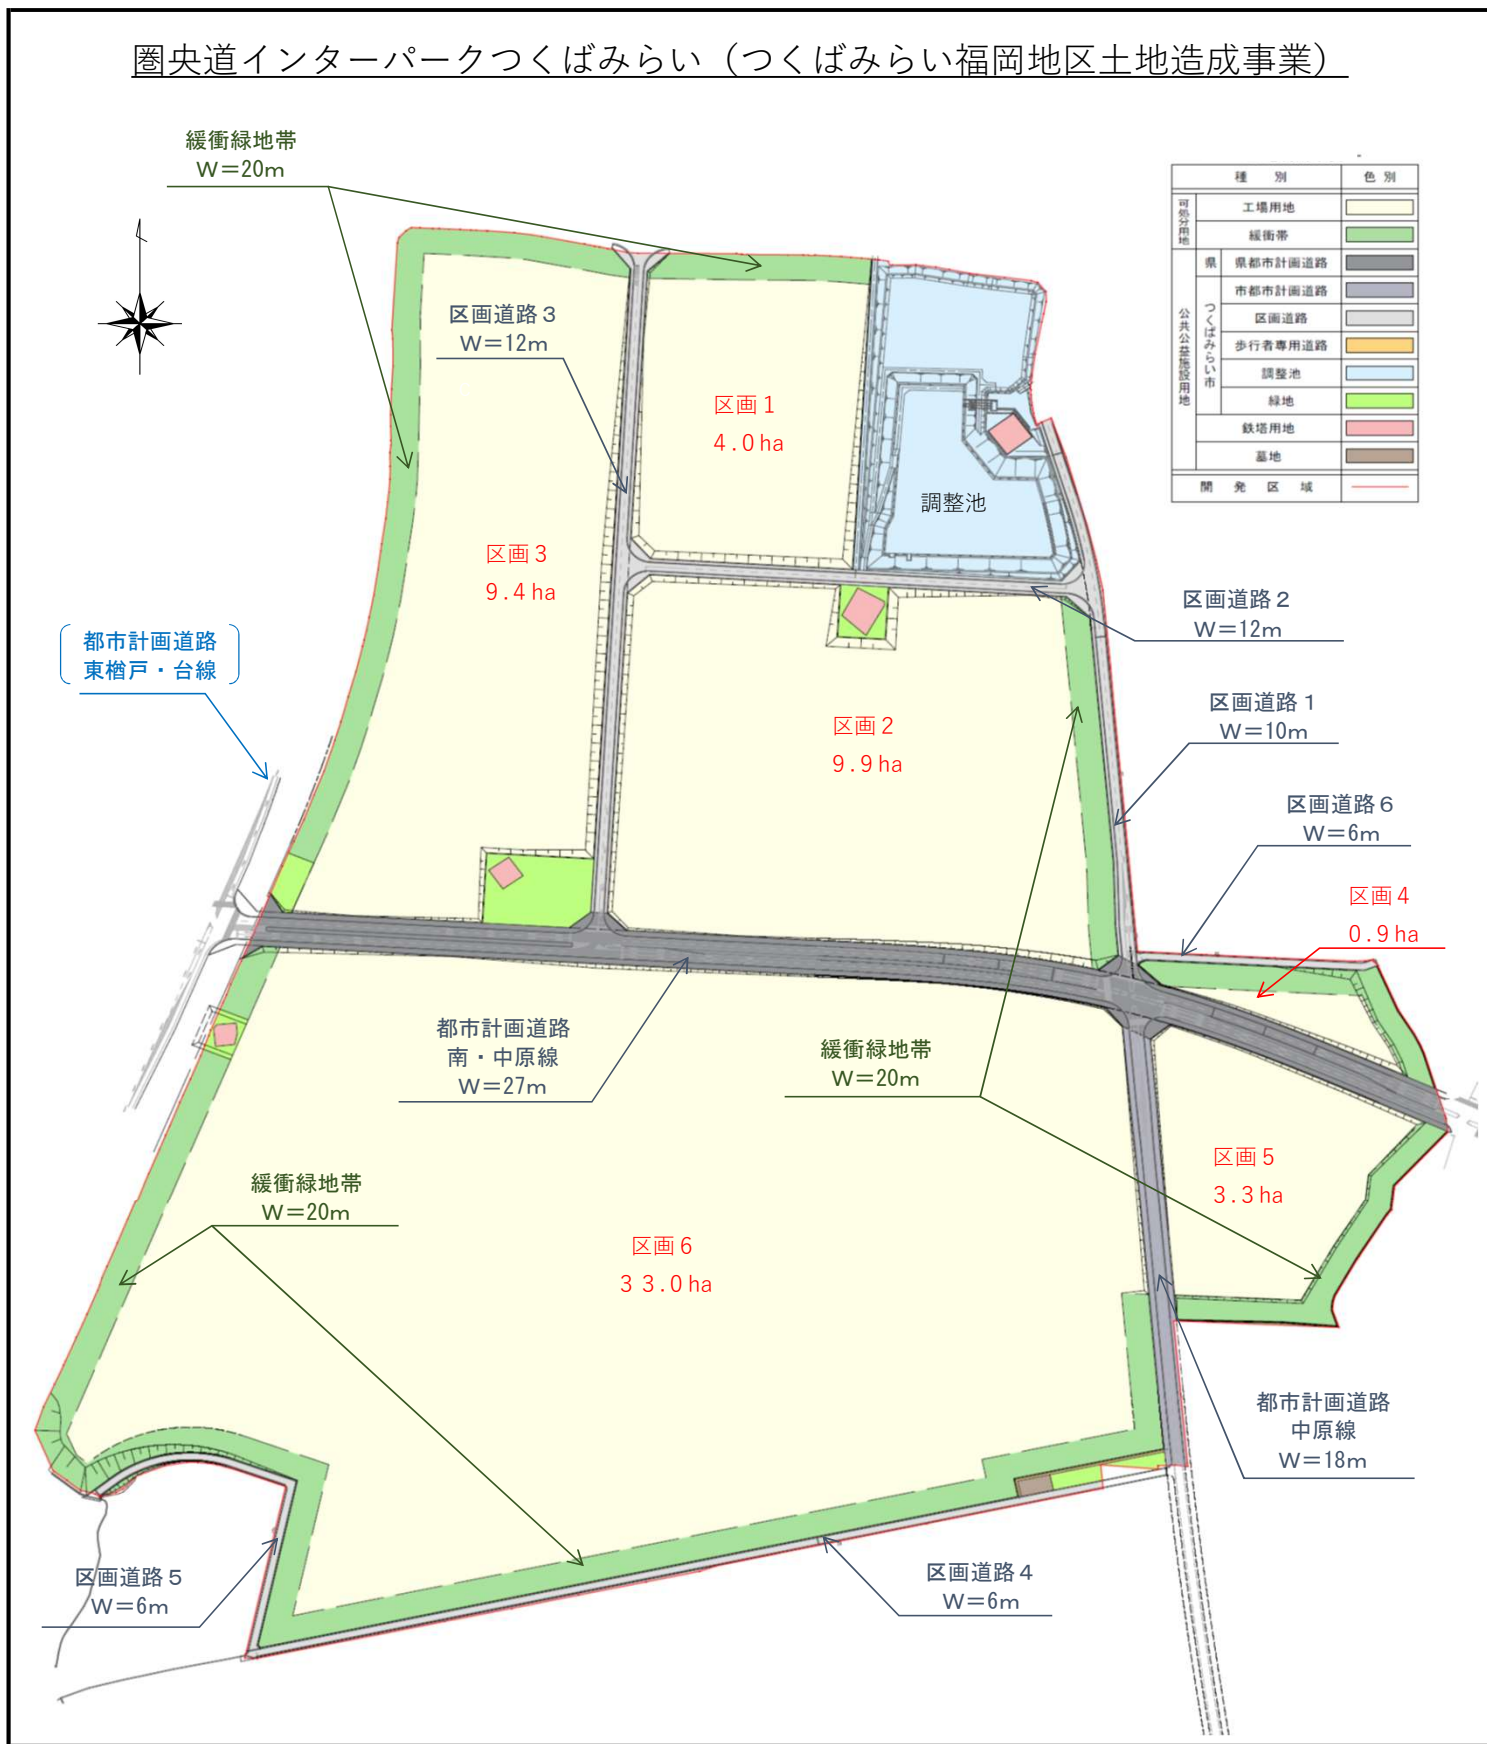 圏央道インターパークつくばみらい（つくばみらい福岡地区土地造成事業）
緩衝緑地帯
W＝20m
種 別
色 別
可処分用地
工場用地
緩衝帯
公共公益施設用地
県
県都市計画道路
つくばみらい市
市都市計画道路
区画道路
歩行者専用道路
調整池
緑地
鉄塔用地
墓地
開 発 区 域
区画道路３
W＝12m
区画１
4.0ha
調整池
区画３
9.4ha
区画道路２
W＝12m
都市計画道路
東楢戸・台線
区画２
9.9ha
区画道路１
W＝10m
区画道路６
W＝6m
区画４
0.9ha
都市計画道路
南・中原線
W＝27m
緩衝緑地帯
W＝20m
区画５
3.3ha
緩衝緑地帯
W＝20m
区画６
33.0ha
都市計画道路
中原線
W＝18m
区画道路５
W＝6m
区画道路４
W＝6m